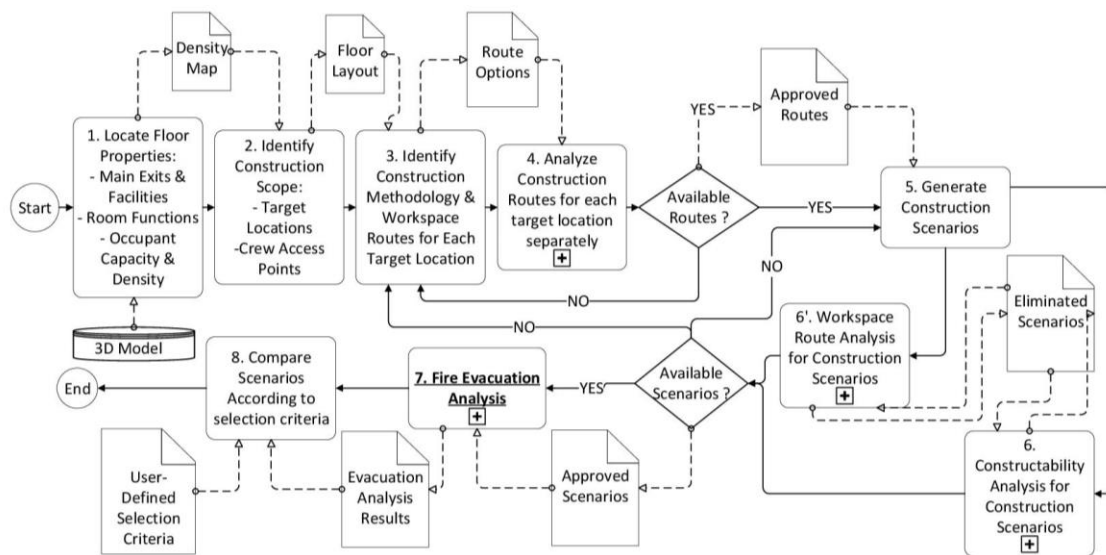 Density
Map
Floor
Layout
Route
Options
Approved
Routes
Start
1. Locate Floor
Properties:
- Main Exits &
Facilities
- Room Functions
- Occupant
Capacity &
Density
3D Model
2. Identify
Construction
Scope:
- Target
Locations
-Crew Access
Points
3. Identify
Construction
Methodology &
Workspace
Routes for Each
Target Location
4. Analyze
Construction
Routes for each
target location
separately
+
Available
Routes ?
YES
YES
NO
5. Generate
Construction
Scenarios
NO
NO
Eliminated
Scenarios
6'. Workspace
Route Analysis
for Construction
Scenarios
+
6.
Constructability
Analysis for
Construction
Scenarios
+
Available
Scenarios ?
YES
7. Fire Evacuation
Analysis
+
8. Compare
Scenarios
According to
selection criteria
End
User-
Defined
Selection
Criteria
Evacuation
Analysis
Results
Approved
Scenarios